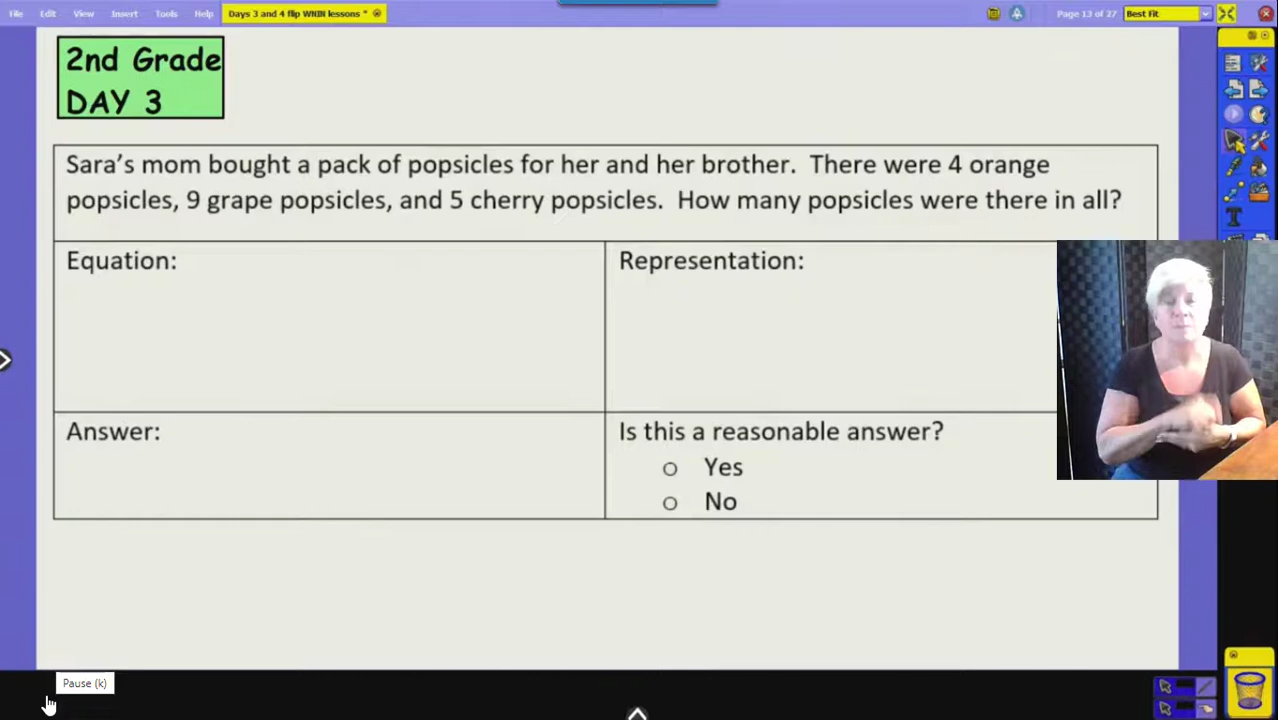 File Edit View Insert Tools Help Days 3 and 4 flip WNIN lessons * Page 13 of 27 Best Fit
2nd Grade
DAY 3
Sara's mom bought a pack of popsicles for her and her brother. There were 4 orange
popsicles, 9 grape popsicles, and 5 cherry popsicles. How many popsicles were there in all?
Equation: Representation:
Answer: Is this a reasonable answer?
o Yes
o No
Pause (k)